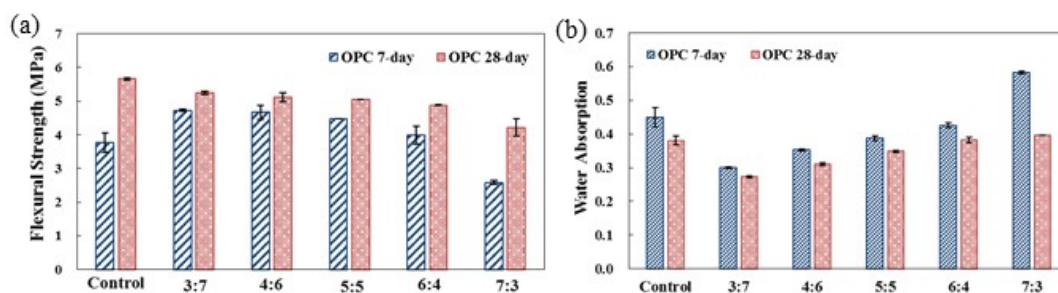 (a)
Flexural Strength (MPa)
7
6
5
4
3
2
1
0
OPC 7-day OPC 28-day
Control 3:7 4:6 5:5 6:4 7:3
(b)
Water Absorption
0.7
0.6
0.5
0.4
0.3
0.2
0.1
0.0
OPC 7-day OPC 28-day
Control 3:7 4:6 5:5 6:4 7:3